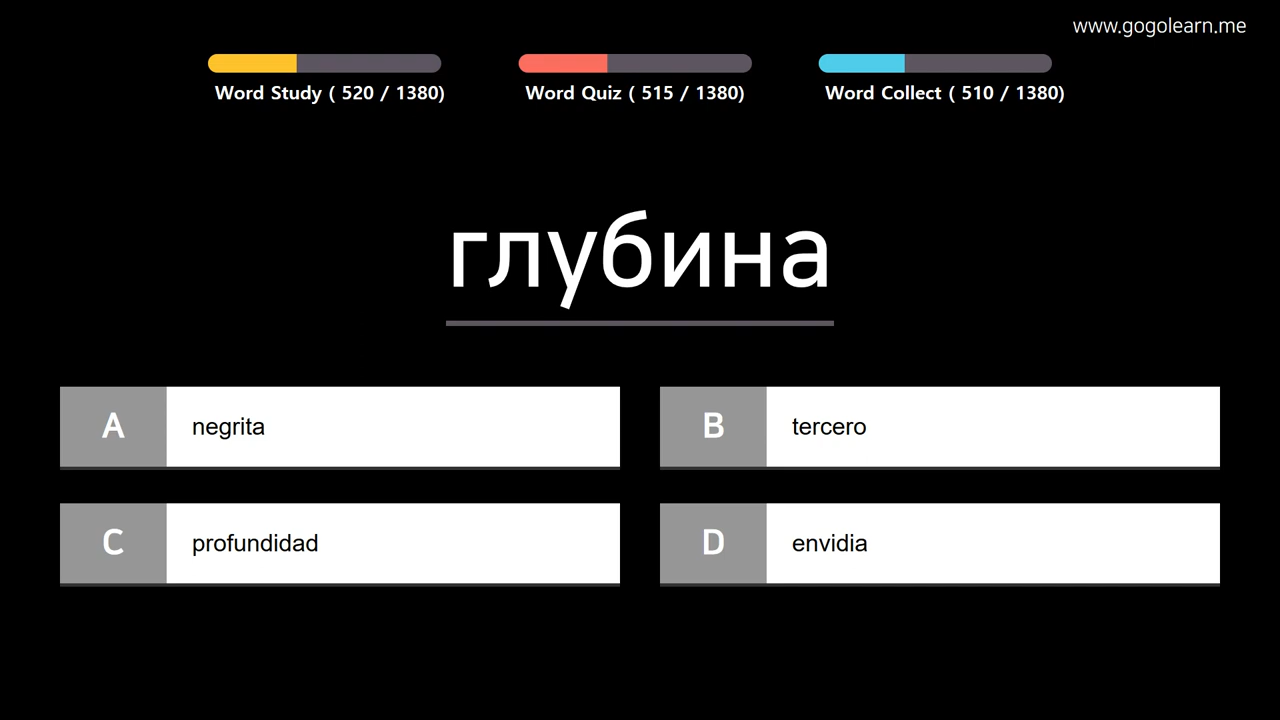 www.gogolearn.me
Word Study ( 520 / 1380)
Word Quiz ( 515 / 1380)
Word Collect ( 510 / 1380)
глубина
A negrita
B tercero
C profundidad
D envidia